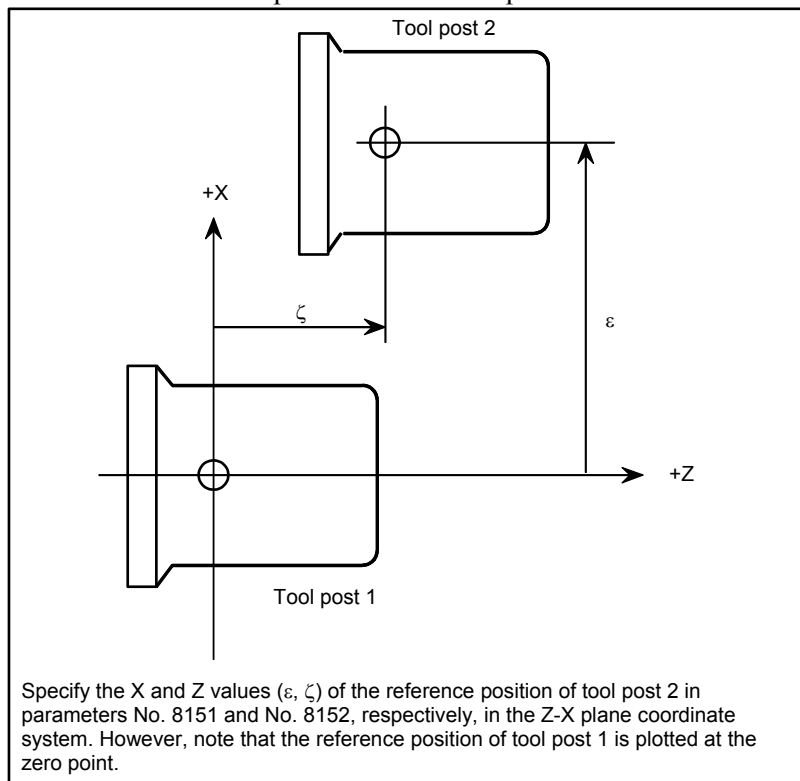 Tool post 2
+X
ζ
ε
+Z
Tool post 1
Specify the X and Z values (ε, ζ) of the reference position of tool post 2 in
parameters No. 8151 and No. 8152, respectively, in the Z-X plane coordinate
system. However, note that the reference position of tool post 1 is plotted at the
zero point.